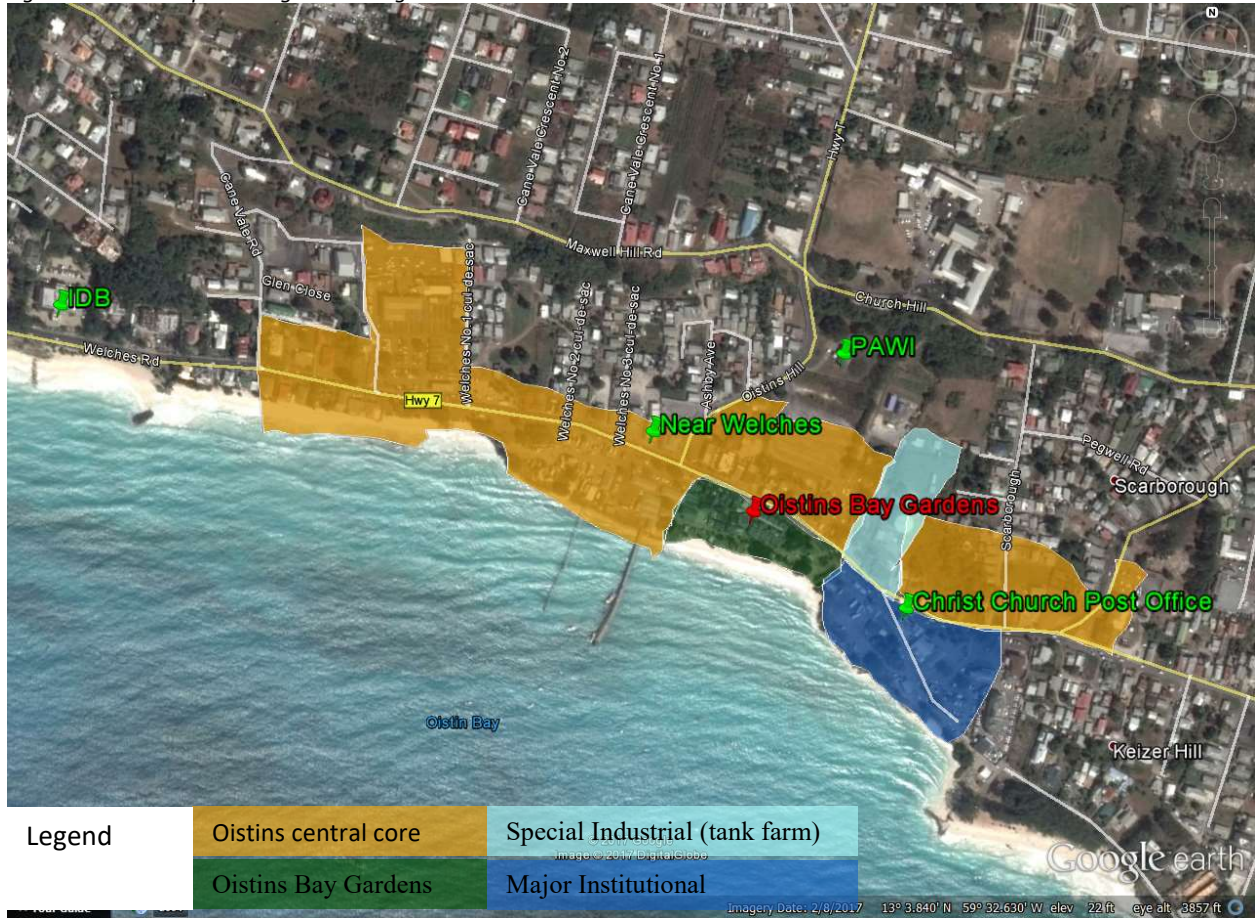 N
Cane Vale Crescent No. 2
Cane Vale Crescent No. 1
Hwy T
Cane Vale Rd
Maxwell Hill Rd
Glen Close
IDB
Church Hill
Welches Rd
Welches No.1 cul-de-sac
Welches No.2 cul-de-sac
Welches No.3 cul-de-sac
Ashby Ave
Oistins Hill
PAWI
Hwy 7
Near Welches
Pegwell Rd
Scarborough
Oistins Bay Gardens
Scarborough
Christ Church Post Office
Oistin Bay
Keizer Hill
Legend
Oistins central core
Special Industrial (tank farm)
Oistins Bay Gardens
Major Institutional
© 2017 Google
Image © 2017 DigitalGlobe
Google earth
Tour Guide
Imagery Date: 2/8/2017 13° 3.840' N 59° 32.630' W elev 22 ft eye alt 3857 ft